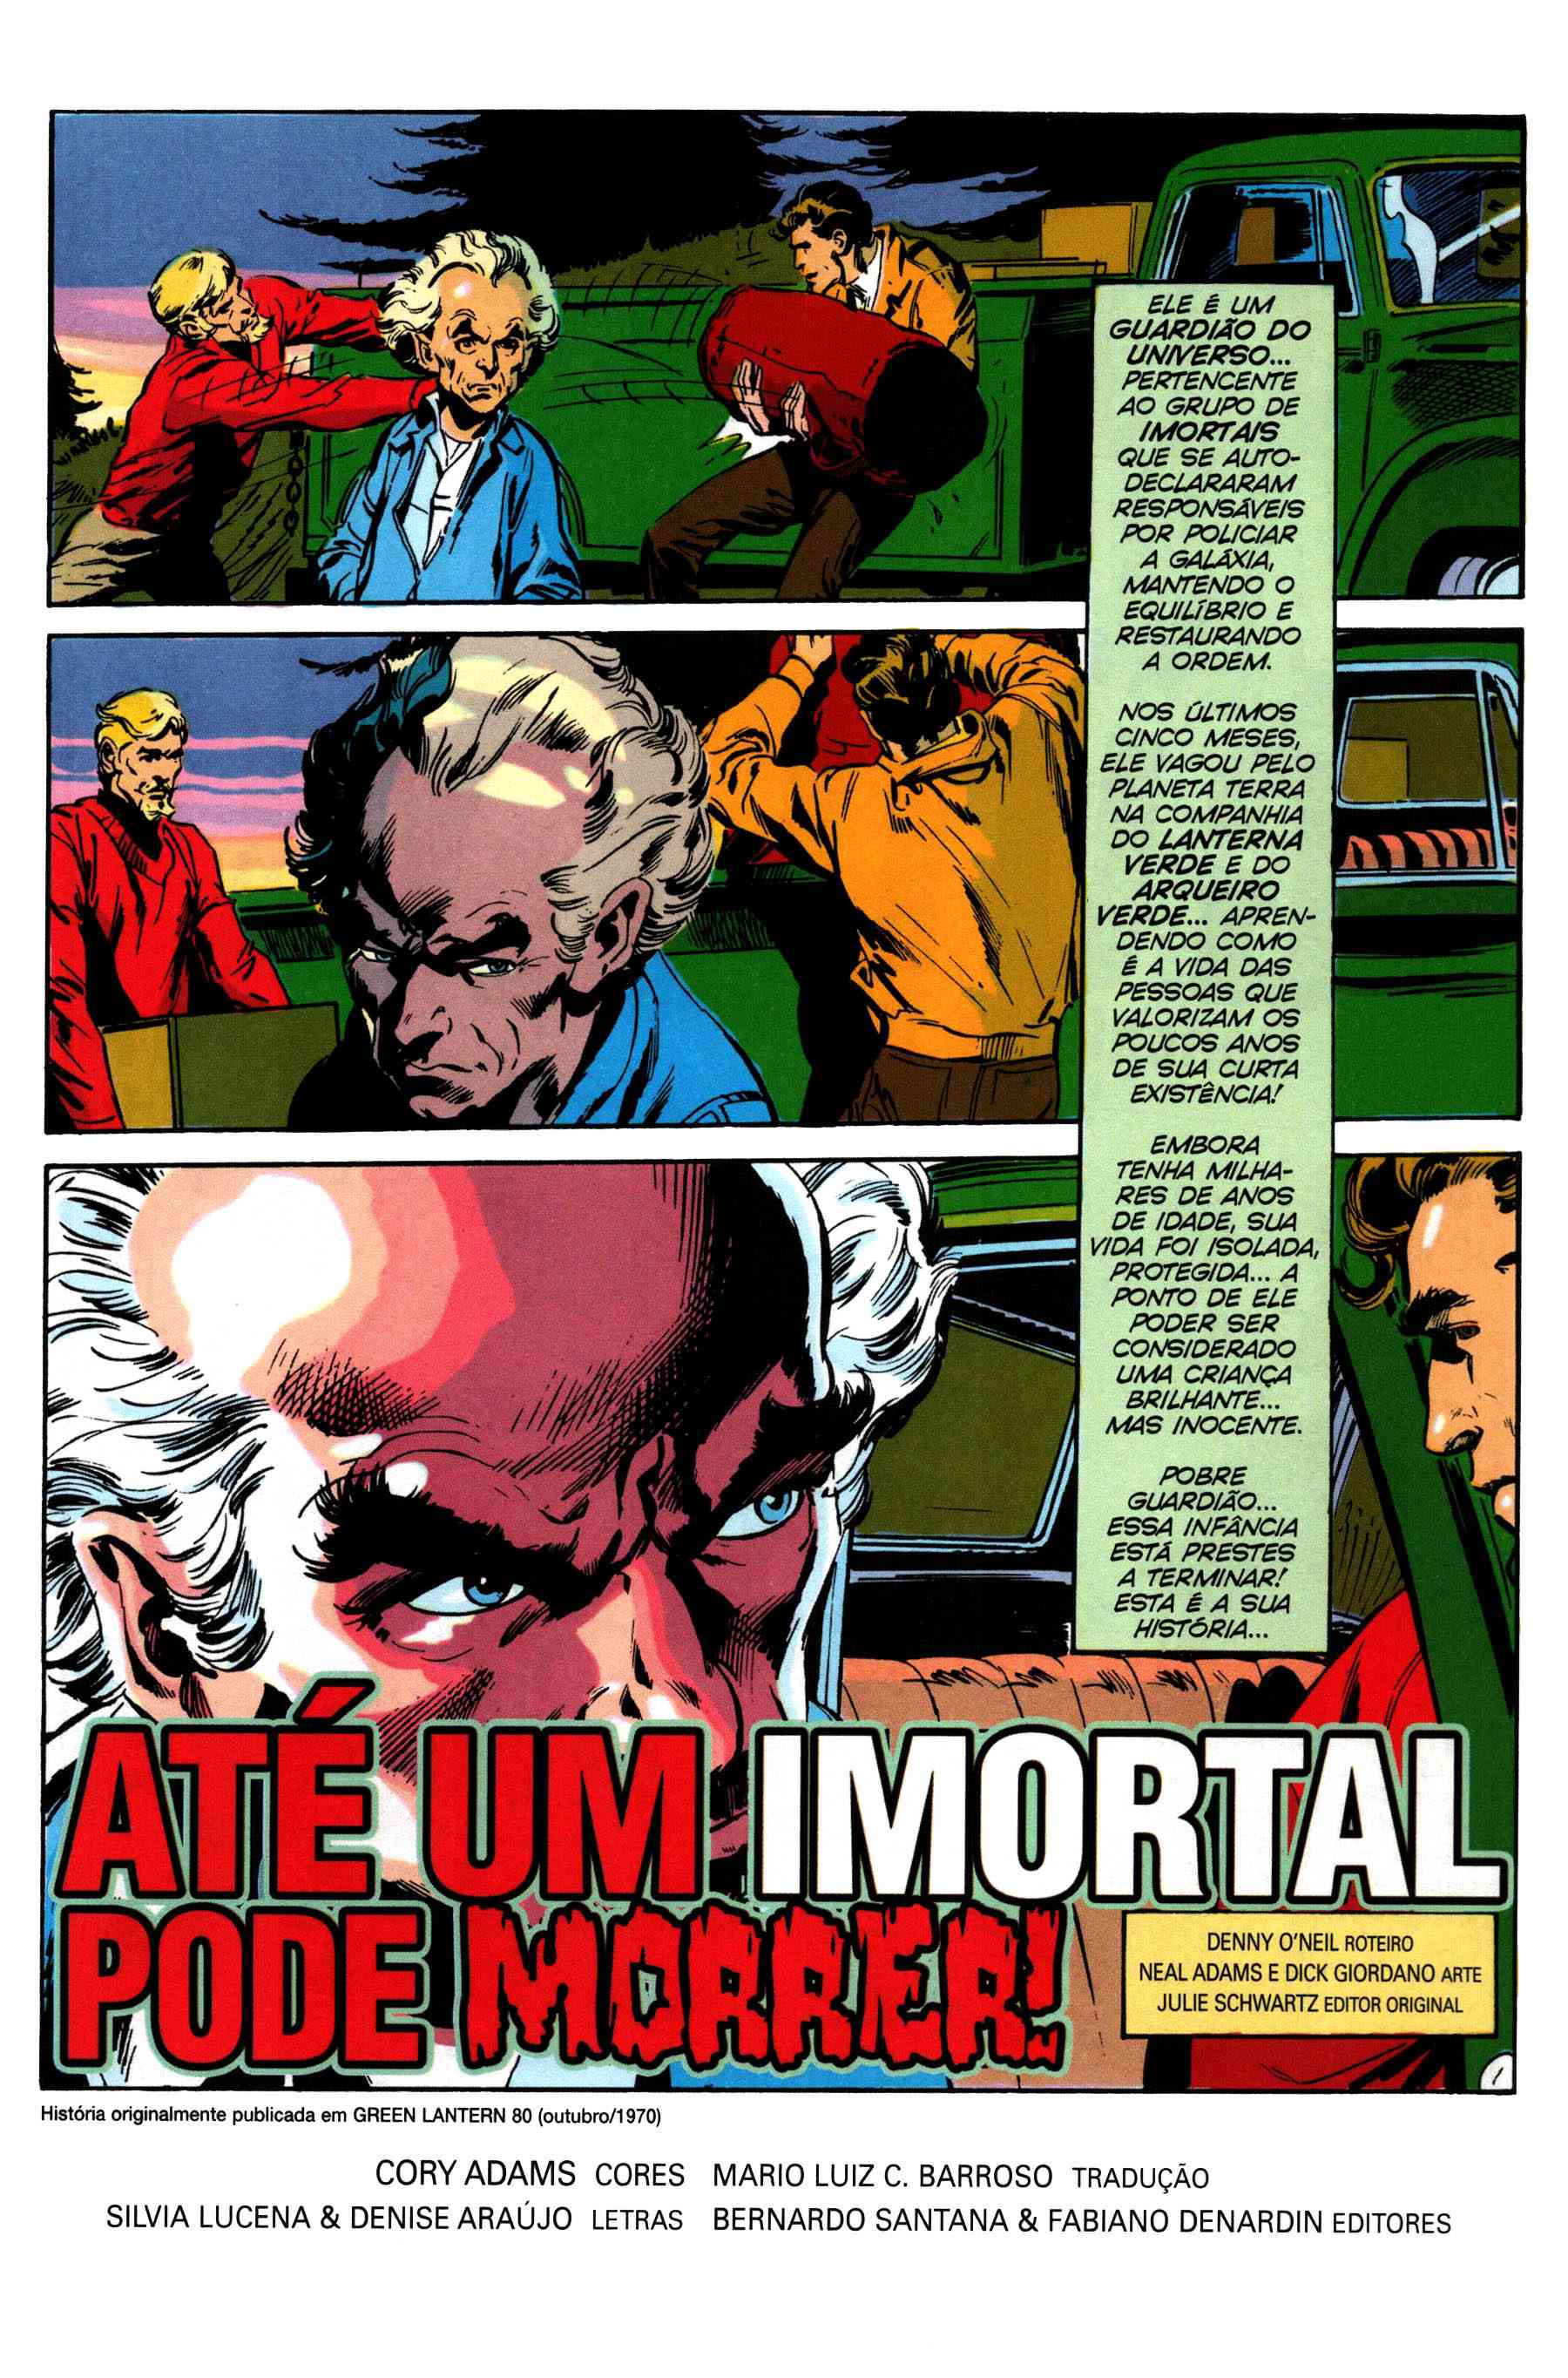 ELE É UM
GUARDIÃO DO
UNIVERSO...
PERTENCENTE
AO GRUPO DE
IMORTAIS
QUE SE AUTO-
DECLARARAM
RESPONSÁVEIS
POR POLICIAR
A GALÁXIA,
MANTENDO O
EQUILÍBRIO E
RESTAURANDO
A ORDEM.
NOS ÚLTIMOS
CINCO MESES,
ELE VAGOU PELO
PLANETA TERRA
NA COMPANHIA
DO LANTERNA
VERDE E DO
ARQUEIRO
VERDE... APREN-
DENDO COMO
É A VIDA DAS
PESSOAS QUE
VALORIZAM OS
POUCOS ANOS
DE SUA CURTA
EXISTÊNCIA!
EMBORA
TENHA MILHA-
RES DE ANOS
DE IDADE, SUA
VIDA FOI ISOLADA,
PROTEGIDA... A
PONTO DE ELE
PODER SER
CONSIDERADO
UMA CRIANÇA
BRILHANTE...
MAS INOCENTE.
POBRE
GUARDIÃO...
ESSA INFÂNCIA
ESTÁ PRESTES
A TERMINAR!
ESTA É A SUA
HISTÓRIA...
ATÉ UM IMORTAL
PODE MORRER!
DENNY O'NEIL ROTEIRO
NEAL ADAMS E DICK GIORDANO ARTE
JULIE SCHWARTZ EDITOR ORIGINAL
1
História originalmente publicada em GREEN LANTERN 80 (outubro/1970)
CORY ADAMS CORES MARIO LUIZ C. BARROSO TRADUÇÃO
SILVIA LUCENA & DENISE ARAÚJO LETRAS BERNARDO SANTANA & FABIANO DENARDIN EDITORES